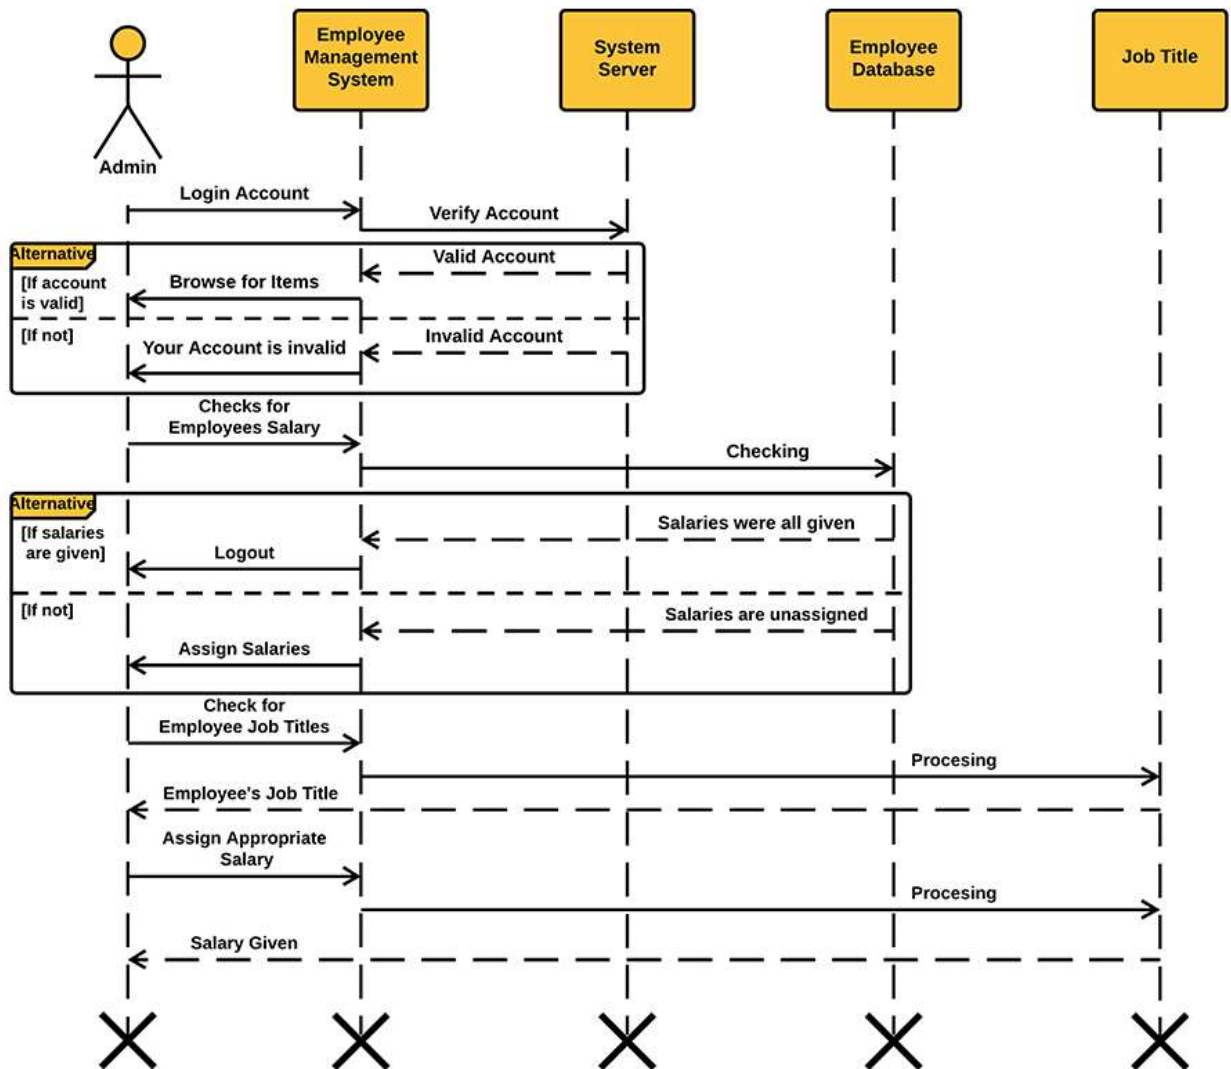 Employee
Management
System
System
Server
Employee
Database
Job Title
Admin
Login Account
Verify Account
Alternative
Valid Account
[If account
is valid]
Browse for Items
[If not]
Invalid Account
Your Account is invalid
Checks for
Employees Salary
Checking
Alternative
[If salaries
are given]
Salaries were all given
Logout
[If not]
Salaries are unassigned
Assign Salaries
Check for
Employee Job Titles
Procesing
Employee's Job Title
Assign Appropriate
Salary
Procesing
Salary Given